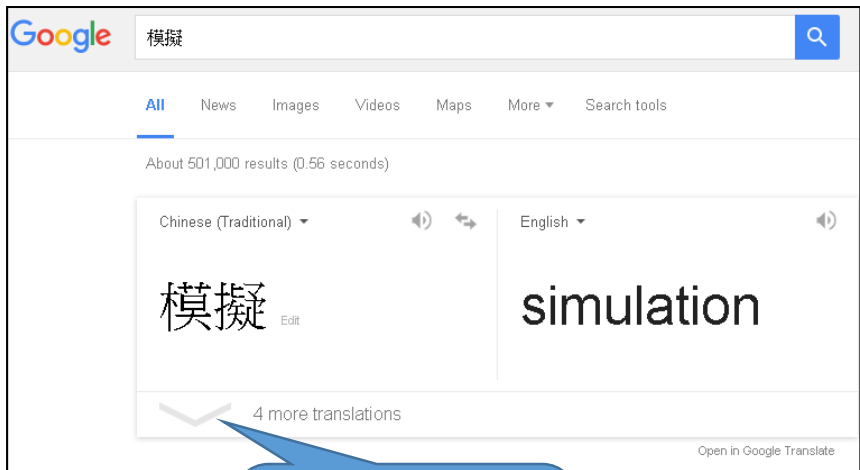 Google 模擬
All News Images Videos Maps More Search tools
About 501,000 results (0.56 seconds)
Chinese (Traditional) English
模擬 Edit simulation
4 more translations
Open in Google Translate